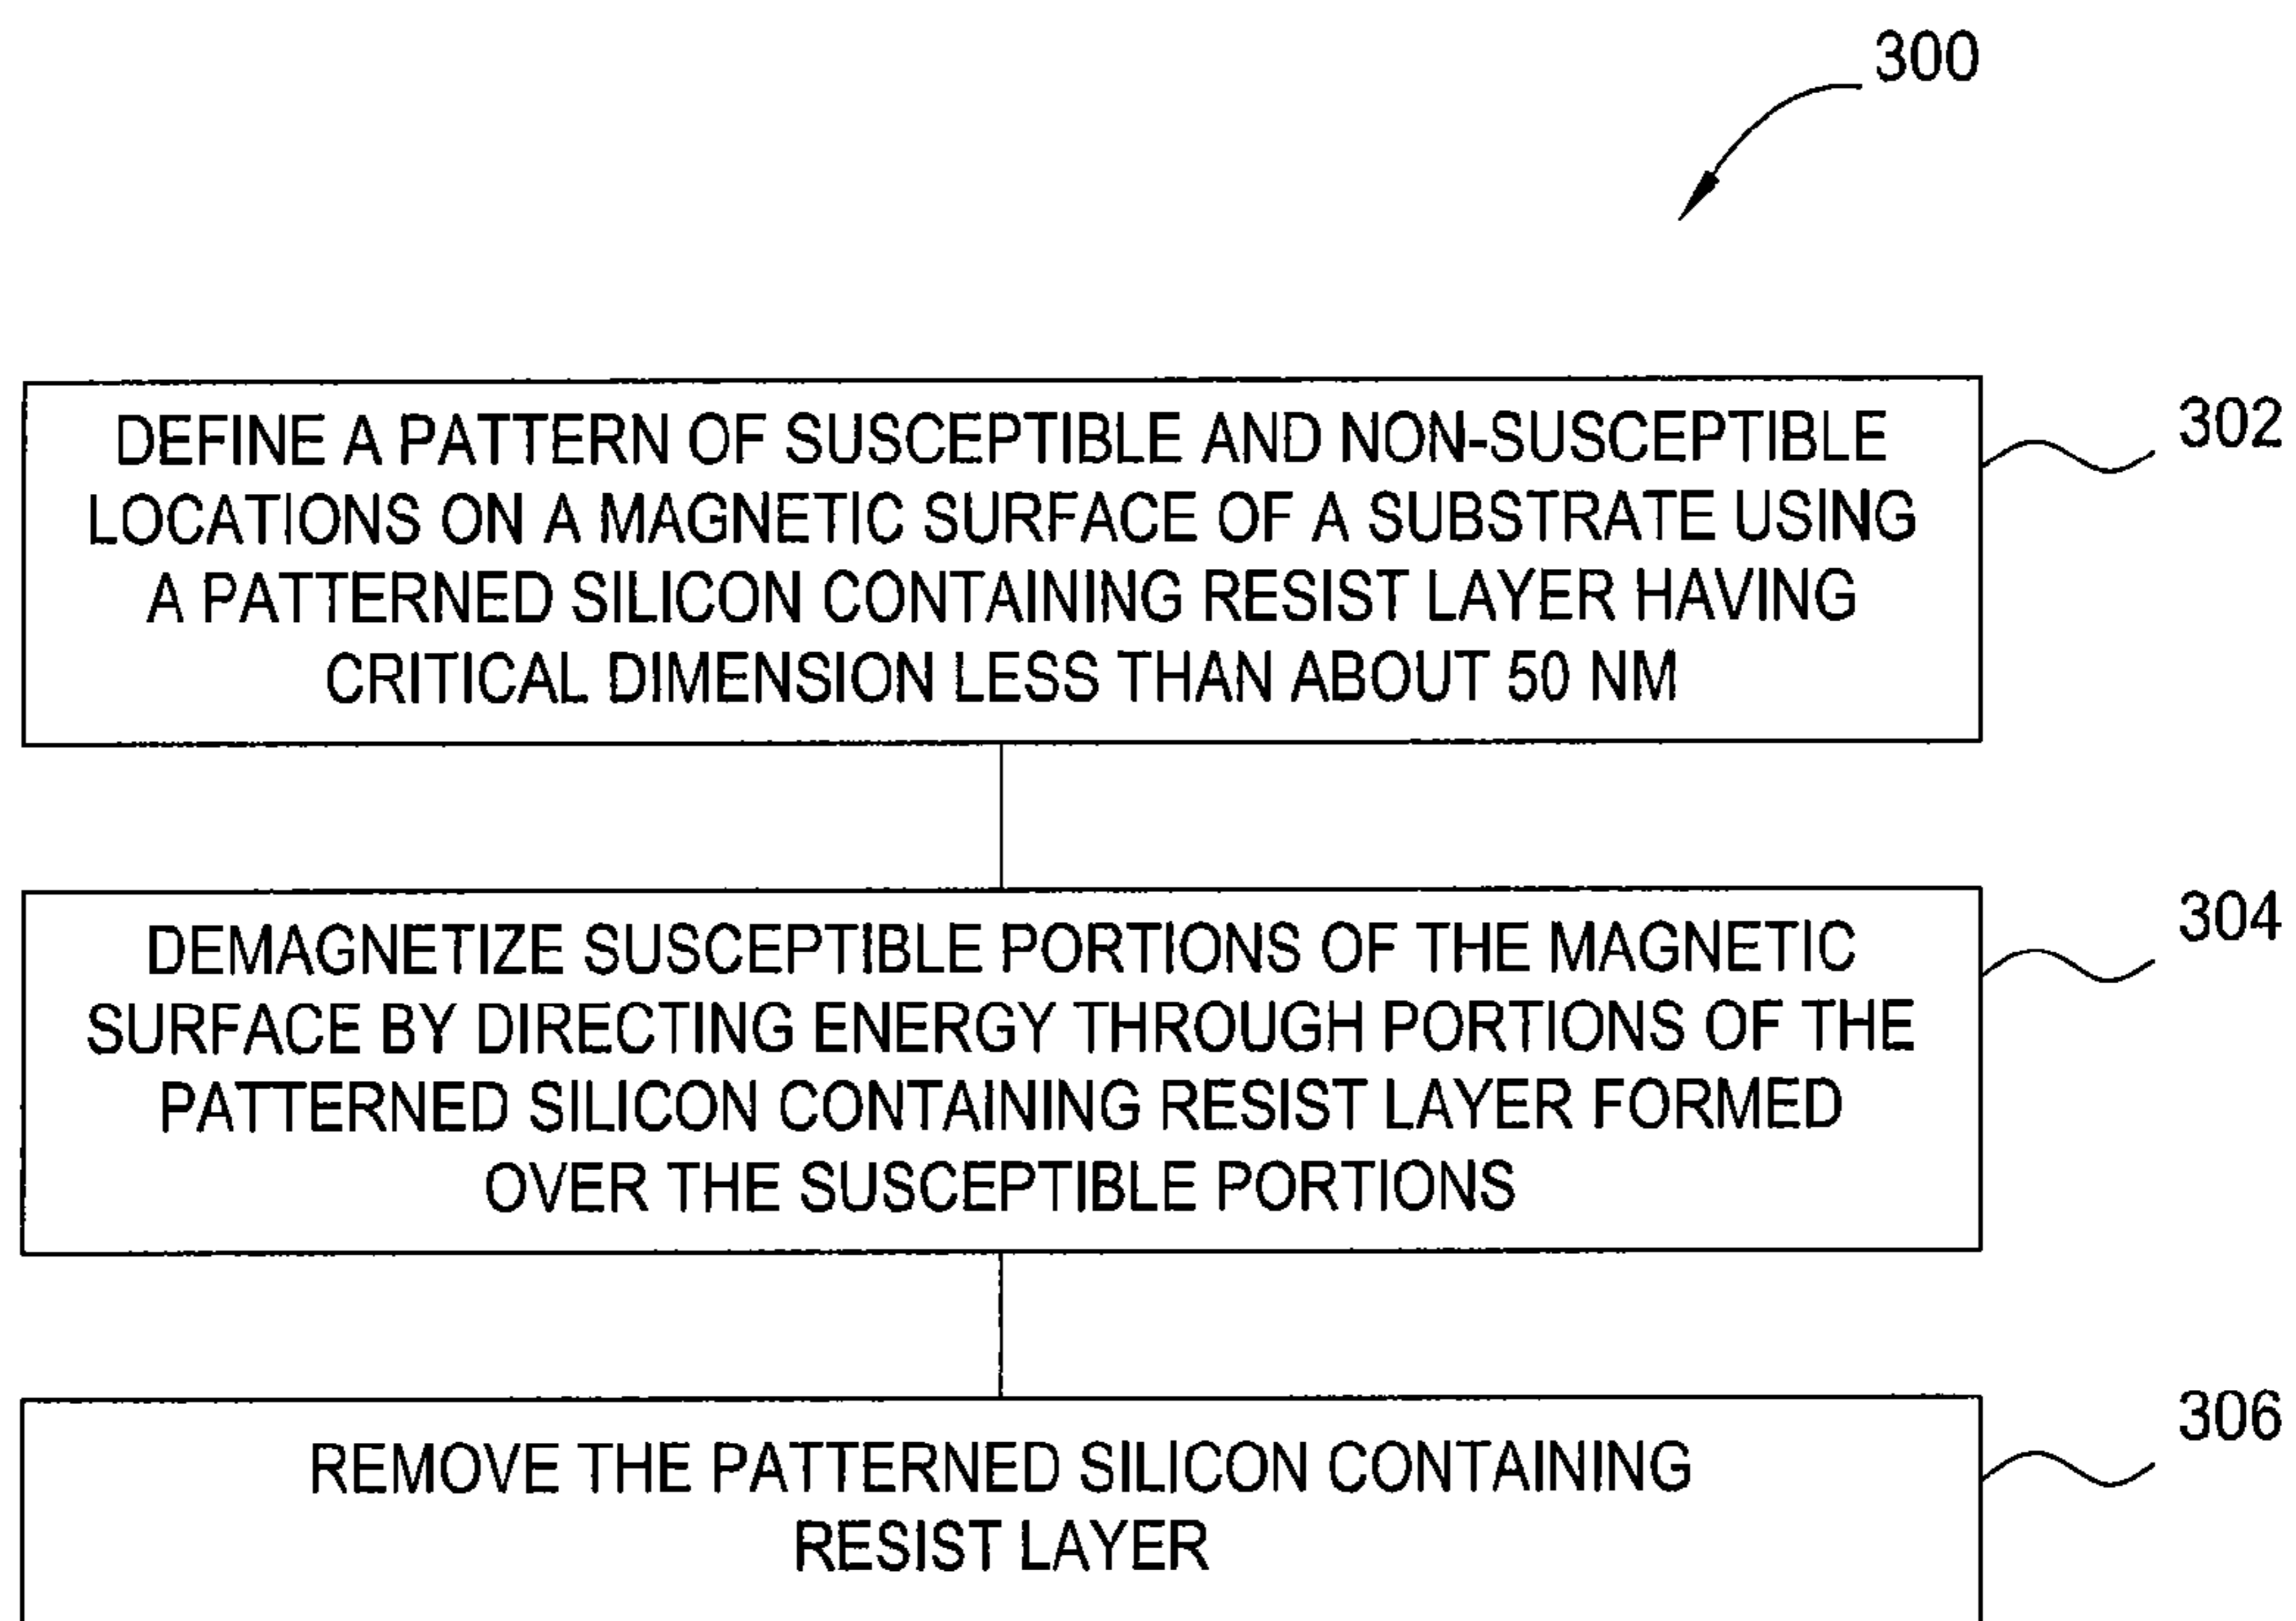 300
DEFINE A PATTERN OF SUSCEPTIBLE AND NON-SUSCEPTIBLE
LOCATIONS ON A MAGNETIC SURFACE OF A SUBSTRATE USING
A PATTERNED SILICON CONTAINING RESIST LAYER HAVING
CRITICAL DIMENSION LESS THAN ABOUT 50 NM
302
DEMAGNETIZE SUSCEPTIBLE PORTIONS OF THE MAGNETIC
SURFACE BY DIRECTING ENERGY THROUGH PORTIONS OF THE
PATTERNED SILICON CONTAINING RESIST LAYER FORMED
OVER THE SUSCEPTIBLE PORTIONS
304
REMOVE THE PATTERNED SILICON CONTAINING
RESIST LAYER
306